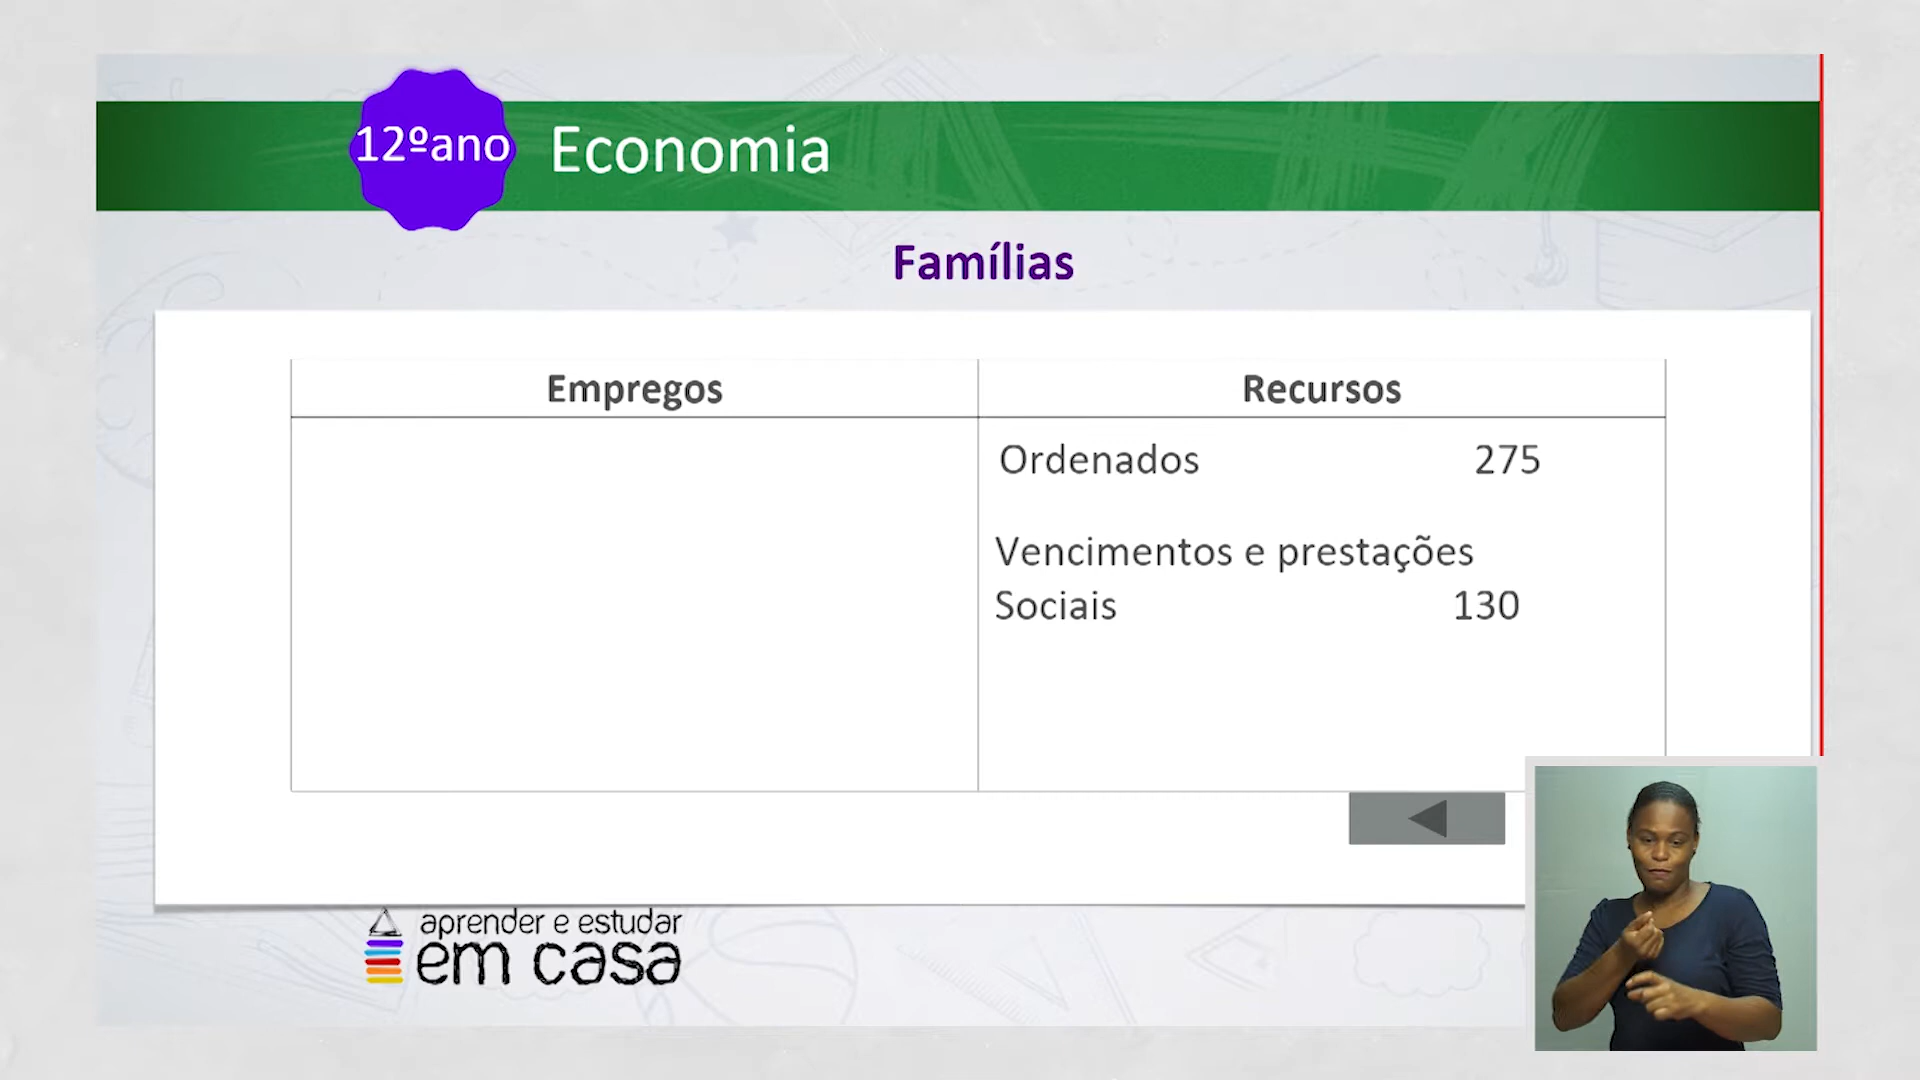 12ºano
Economia
Famílias
Empregos
Recursos
Ordenados 275
Vencimentos e prestações
Sociais 130
aprender e estudar
em casa